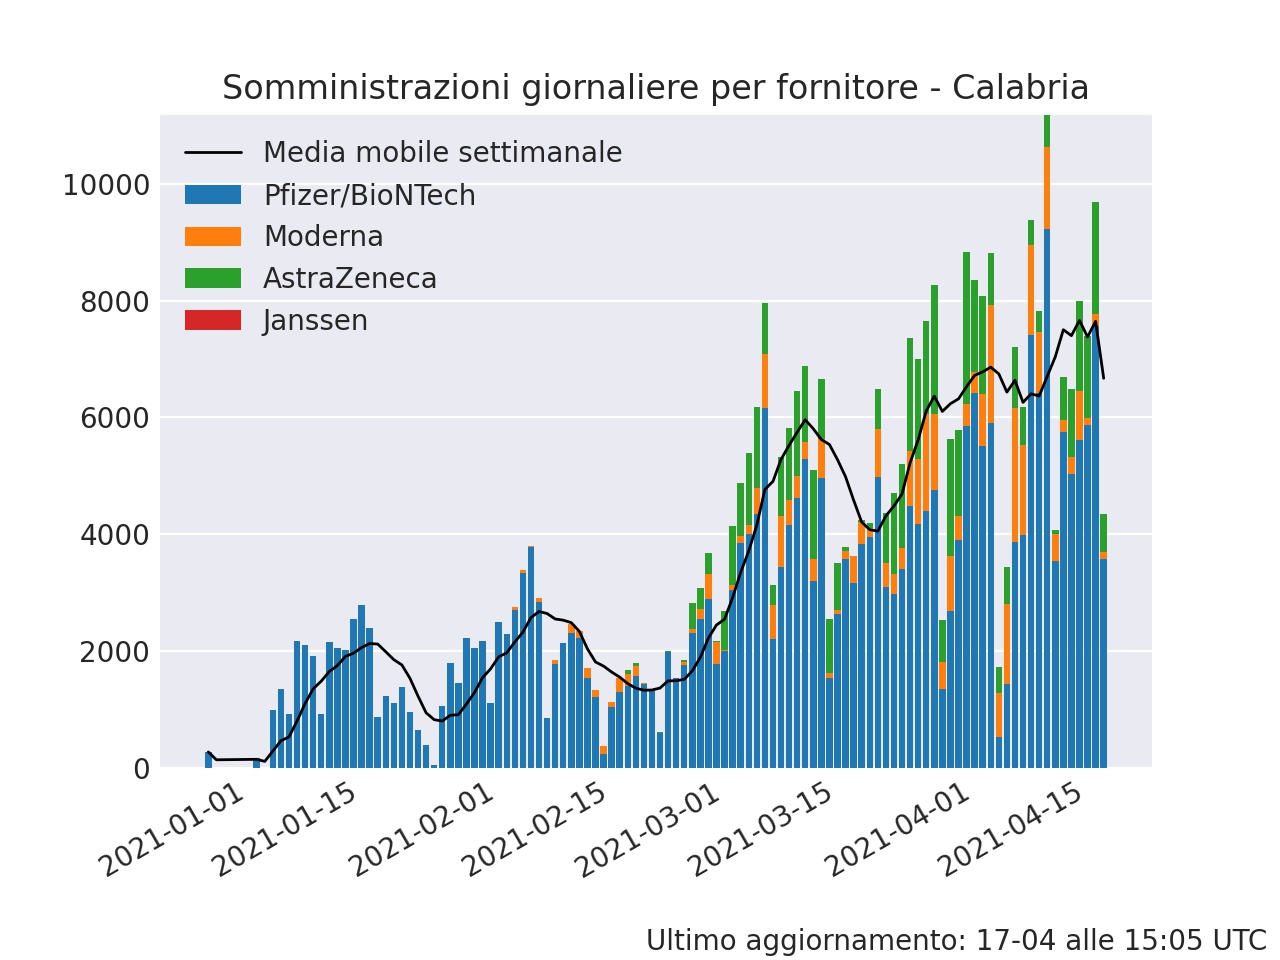 Somministrazioni giornaliere per fornitore - Calabria
Media mobile settimanale
Pfizer/BioNTech
Moderna
AstraZeneca
Janssen
10000
8000
6000
4000
2000
0
2021-01-01
2021-01-15
2021-02-01
2021-02-15
2021-03-01
2021-03-15
2021-04-01
2021-04-15
Ultimo aggiornamento: 17-04 alle 15:05 UTC